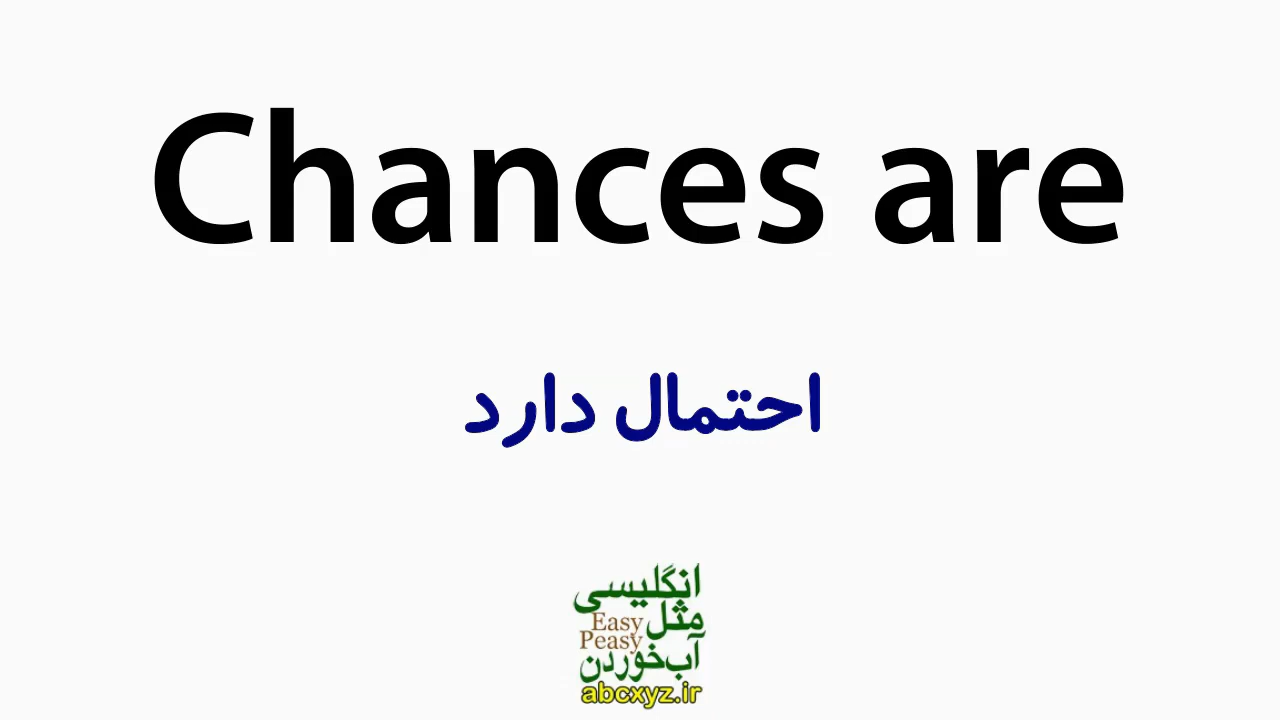 Chances are
احتمال دارد
انگلیسی
مثل
Easy
Peasy
آب‌خوردن
abcxyz.ir